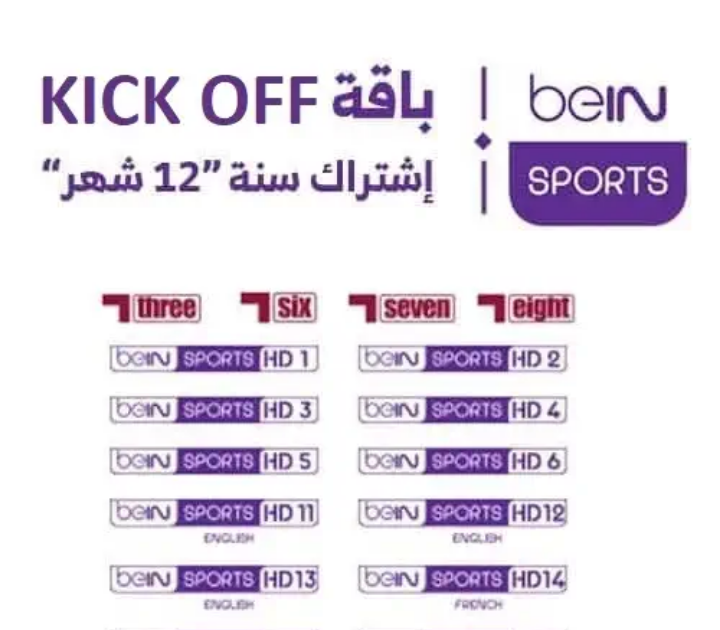 باقة KICK OFF
إشتراك سنة ”12 شهر“
beIN
SPORTS
three six seven eight
beIN SPORTS HD 1 beIN SPORTS HD 2
beIN SPORTS HD 3 beIN SPORTS HD 4
beIN SPORTS HD 5 beIN SPORTS HD 6
beIN SPORTS HD 11 beIN SPORTS HD12
ENGLISH ENGLISH
beIN SPORTS HD13 beIN SPORTS HD14
ENGLISH FRENCH